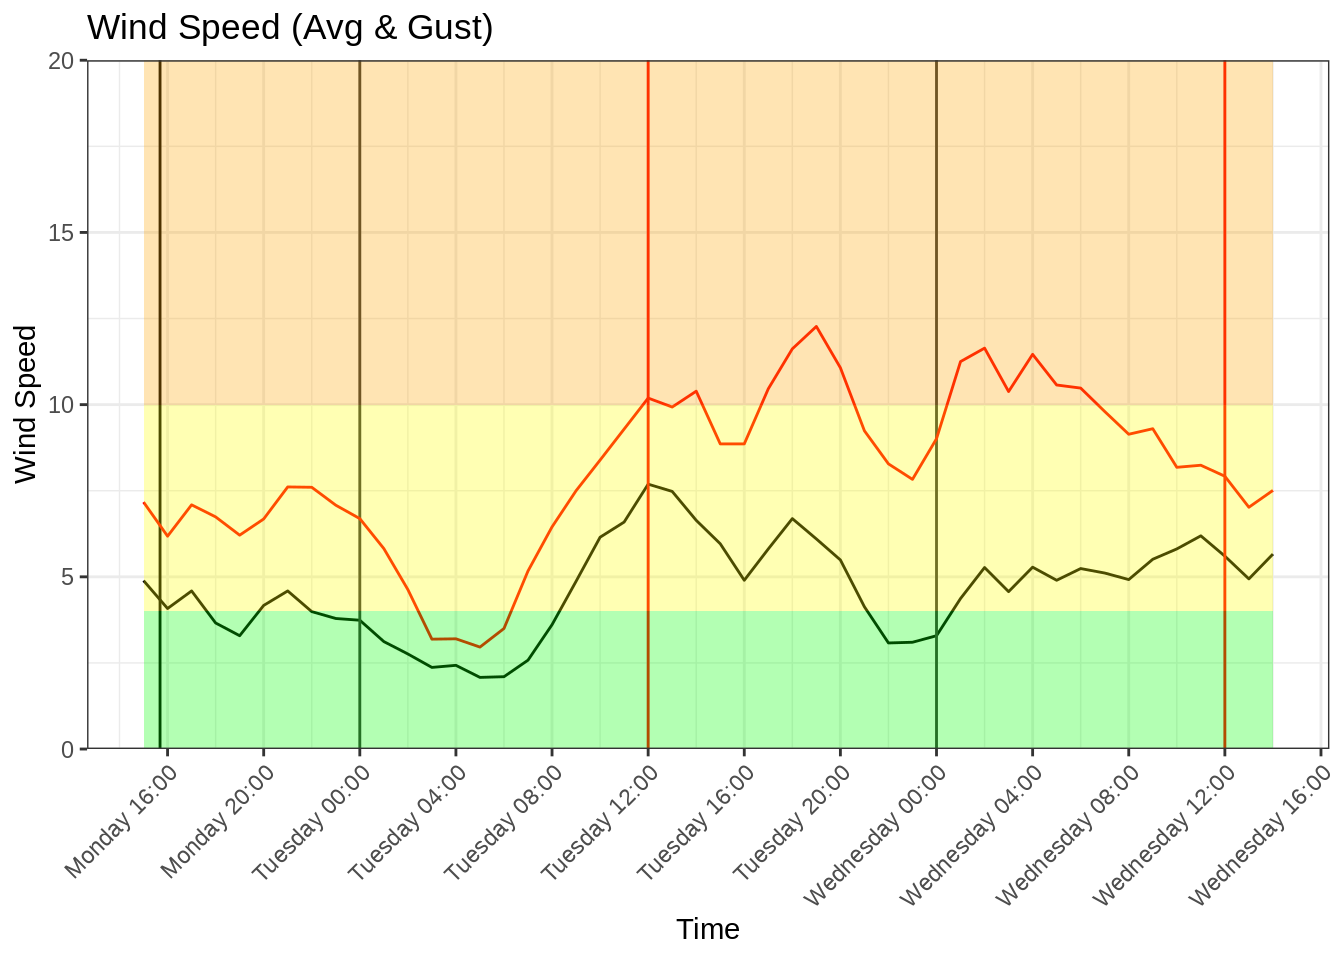 Wind Speed (Avg & Gust)
20
15
10
5
0
Wind Speed
Monday 16:00
Monday 20:00
Tuesday 00:00
Tuesday 04:00
Tuesday 08:00
Tuesday 12:00
Tuesday 16:00
Tuesday 20:00
Wednesday 00:00
Wednesday 04:00
Wednesday 08:00
Wednesday 12:00
Wednesday 16:00
Time